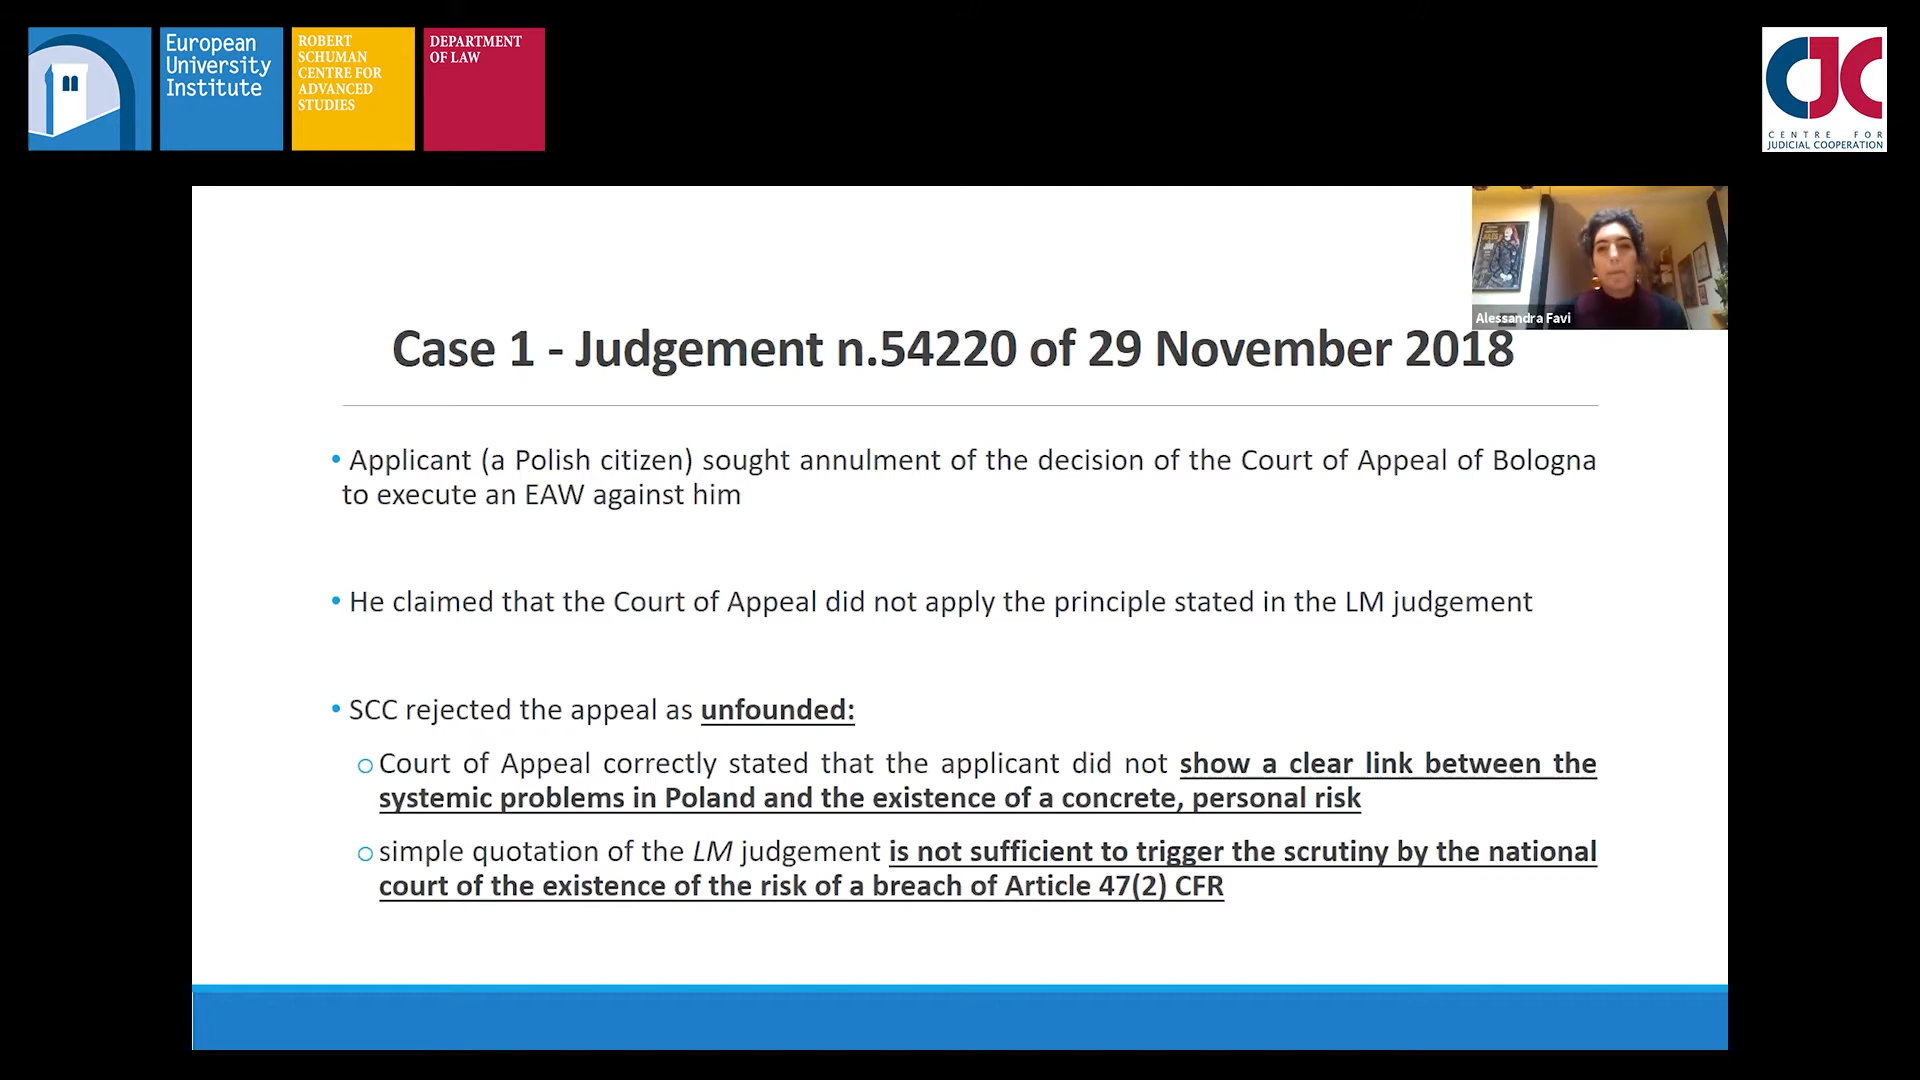 European
University
Institute
ROBERT
SCHUMAN
CENTRE FOR
ADVANCED
STUDIES
DEPARTMENT
OF LAW
CJC
CENTRE FOR
JUDICIAL COOPERATION
Alessandra Favi
Case 1 - Judgement n.54220 of 29 November 2018
• Applicant (a Polish citizen) sought annulment of the decision of the Court of Appeal of Bologna
to execute an EAW against him
• He claimed that the Court of Appeal did not apply the principle stated in the LM judgement
• SCC rejected the appeal as unfounded:
o Court of Appeal correctly stated that the applicant did not show a clear link between the
systemic problems in Poland and the existence of a concrete, personal risk
o simple quotation of the LM judgement is not sufficient to trigger the scrutiny by the national
court of the existence of the risk of a breach of Article 47(2) CFR